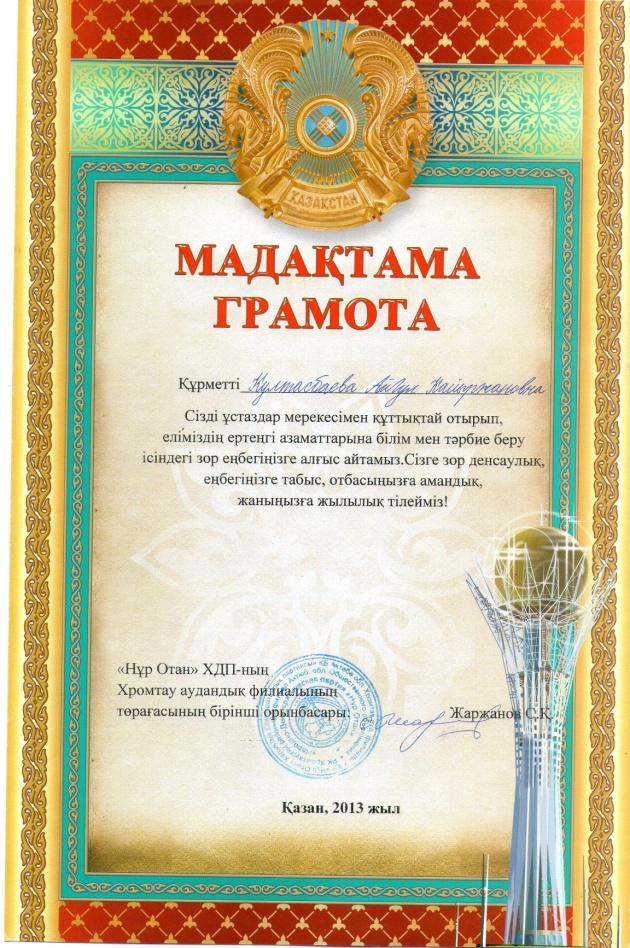 ҚАЗАҚСТАН
МАДАҚТАМА
ГРАМОТА
Құрметті Култасбаева Айгул Кайыржановна
Сізді ұстаздар мерекесімен құттықтай отырып,
еліміздің ертеңгі азаматтарына білім мен тәрбие беру
ісіндегі зор еңбегіңізге алғыс айтамыз.Сізге зор денсаулық,
еңбегіңізге табыс, отбасыңызға амандық,
жаныңызға жылылық тілейміз!
«Нұр Отан» ХДП-ның
Хромтау аудандық филиалының
төрағасының бірінші орынбасары: Жаржанов С.К.
Қазан, 2013 жыл